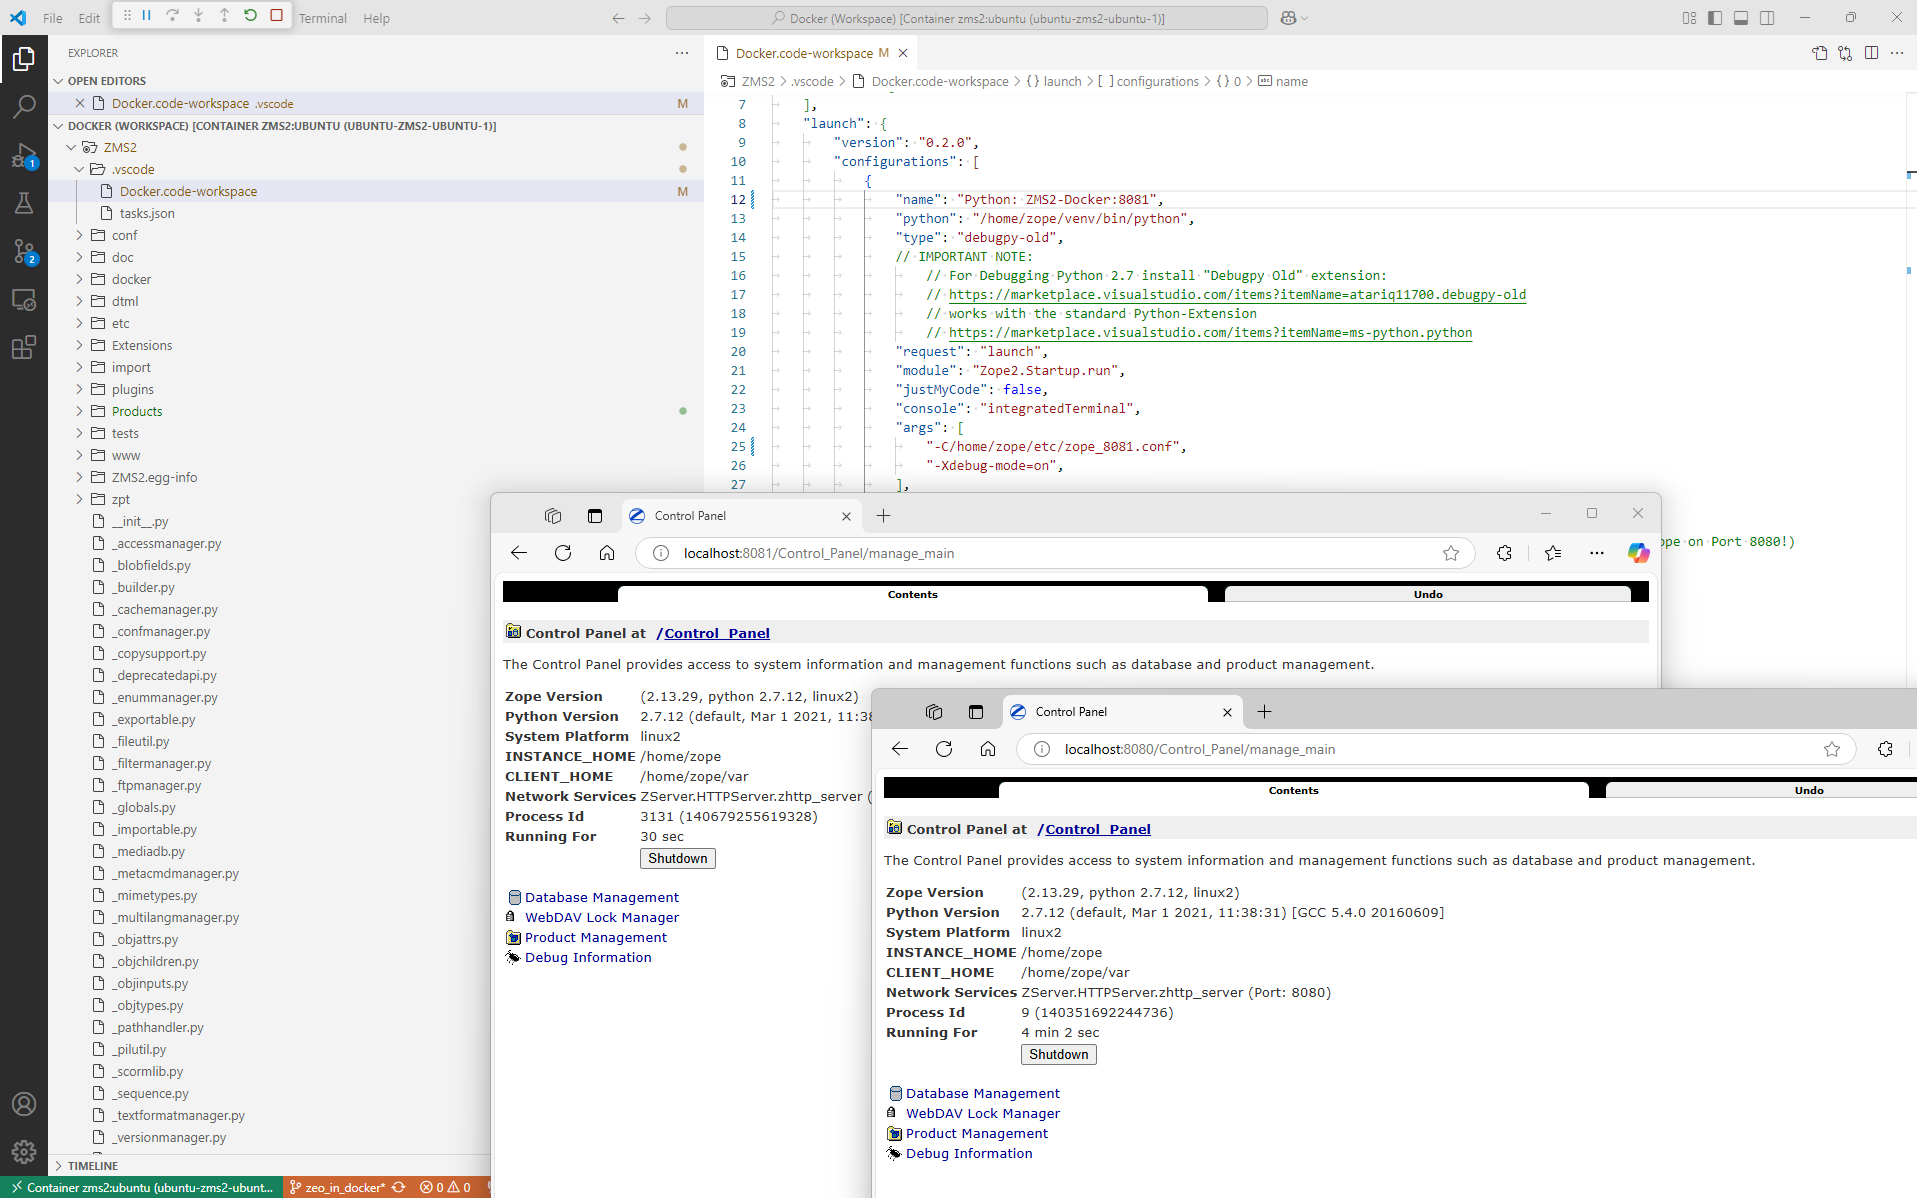 File Edit
Terminal Help
Docker (Workspace) [Container zms2:ubuntu (ubuntu-zms2-ubuntu-1)]
EXPLORER
OPEN EDITORS
Docker.code-workspace .vscode M
DOCKER (WORKSPACE) [CONTAINER ZMS2:UBUNTU (UBUNTU-ZMS2-UBUNTU-1)]
ZMS2
.vscode
Docker.code-workspace M
tasks.json
conf
doc
docker
dtml
etc
Extensions
import
plugins
Products
tests
www
ZMS2.egg-info
zpt
__init__.py
_accessmanager.py
_blobfields.py
_builder.py
_cachemanager.py
_confmanager.py
_copysupport.py
_deprecatedapi.py
_enummanager.py
_exportable.py
_fileutil.py
_filtermanager.py
_ftpmanager.py
_globals.py
_importable.py
_mediadb.py
_metacmdmanager.py
_mimetypes.py
_multilangmanager.py
_objattrs.py
_objchildren.py
_objinputs.py
_objtypes.py
_pathhandler.py
_pilutil.py
_scormlib.py
_sequence.py
_textformatmanager.py
_versionmanager.py
TIMELINE
1
2
Container zms2:ubuntu (ubuntu-zms2-ubunt...
zeo_in_docker* 0 0
Docker.code-workspace M
ZMS2 > .vscode > Docker.code-workspace > {} launch > [ ] configurations > {} 0 > abc name
7 ],
8 "launch": {
9 "version": "0.2.0",
10 "configurations": [
11 {
12 "name": "Python: ZMS2-Docker:8081",
13 "python": "/home/zope/venv/bin/python",
14 "type": "debugpy-old",
15 // IMPORTANT NOTE:
16 // For Debugging Python 2.7 install "Debugpy Old" extension:
17 // https://marketplace.visualstudio.com/items?itemName=atariq11700.debugpy-old
18 // works with the standard Python-Extension
19 // https://marketplace.visualstudio.com/items?itemName=ms-python.python
20 "request": "launch",
21 "module": "Zope2.Startup.run",
22 "justMyCode": false,
23 "console": "integratedTerminal",
24 "args": [
25 "-C/home/zope/etc/zope_8081.conf",
26 "-Xdebug-mode=on",
27 ],
ope on Port 8080!)
Control Panel
localhost:8081/Control_Panel/manage_main
Contents Undo
Control Panel at /Control_Panel
The Control Panel provides access to system information and management functions such as database and product management.
Zope Version (2.13.29, python 2.7.12, linux2)
Python Version 2.7.12 (default, Mar 1 2021, 11:38
System Platform linux2
INSTANCE_HOME /home/zope
CLIENT_HOME /home/zope/var
Network Services ZServer.HTTPServer.zhttp_server (
Process Id 3131 (140679255619328)
Running For 30 sec
Shutdown
Database Management
WebDAV Lock Manager
Product Management
Debug Information
Control Panel
localhost:8080/Control_Panel/manage_main
Contents Undo
Control Panel at /Control_Panel
The Control Panel provides access to system information and management functions such as database and product management.
Zope Version (2.13.29, python 2.7.12, linux2)
Python Version 2.7.12 (default, Mar 1 2021, 11:38:31) [GCC 5.4.0 20160609]
System Platform linux2
INSTANCE_HOME /home/zope
CLIENT_HOME /home/zope/var
Network Services ZServer.HTTPServer.zhttp_server (Port: 8080)
Process Id 9 (140351692244736)
Running For 4 min 2 sec
Shutdown
Database Management
WebDAV Lock Manager
Product Management
Debug Information